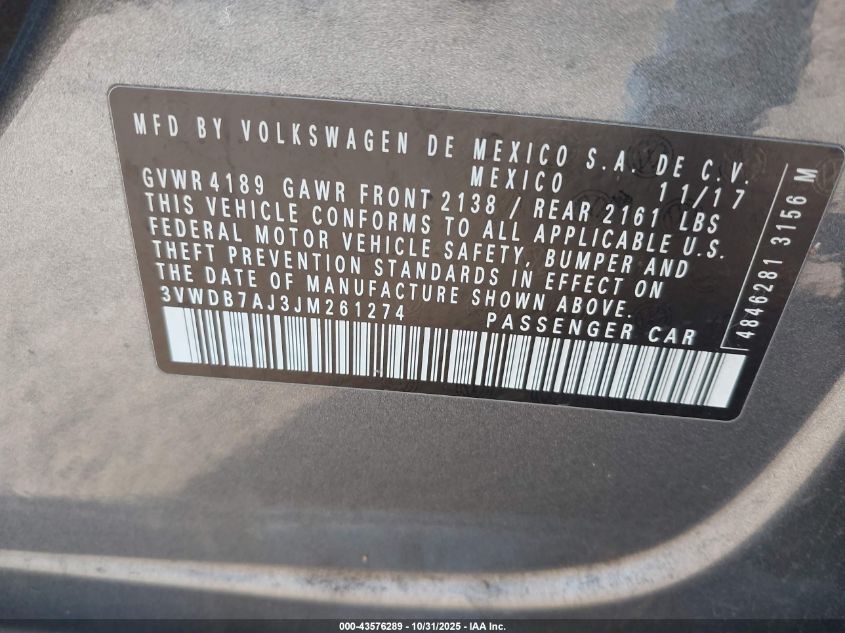 MFD BY VOLKSWAGEN DE MEXICO S.A. DE C.V.
MEXICO 11/17
GVWR 4189 GAWR FRONT 2138 / REAR 2161 LBS
THIS VEHICLE CONFORMS TO ALL APPLICABLE U.S.
FEDERAL MOTOR VEHICLE SAFETY, BUMPER AND
THEFT PREVENTION STANDARDS IN EFFECT ON
THE DATE OF MANUFACTURE SHOWN ABOVE.
3VWDB7AJ3JM261274 PASSENGER CAR
4846281 3156 M
000-43576289 - 10/31/2025 - IAA Inc.